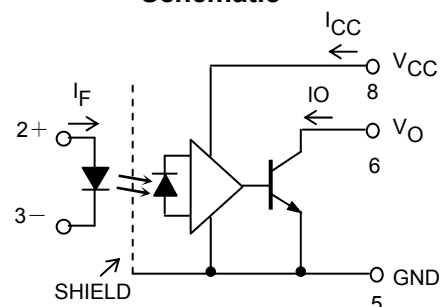 Schematic
ICC
VCC
8
IF
IO
2+
VO
6
3−
SHIELD
GND
5